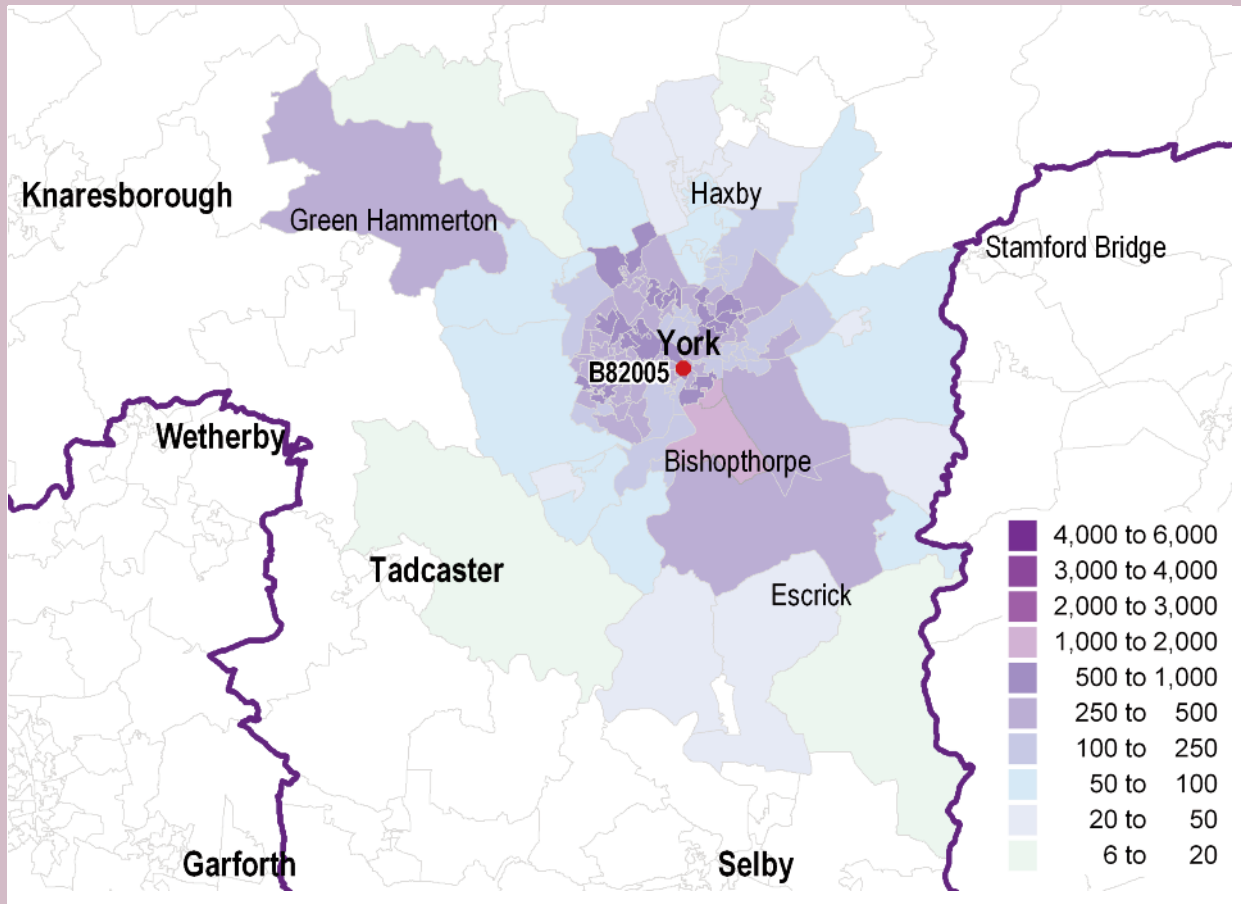 Haxby
Knaresborough
Green Hammerton
Stamford Bridge
York
B82005
Wetherby
Bishopthorpe
Tadcaster
Escrick
Garforth
Selby
4,000 to 6,000
3,000 to 4,000
2,000 to 3,000
1,000 to 2,000
500 to 1,000
250 to 500
100 to 250
50 to 100
20 to 50
6 to 20